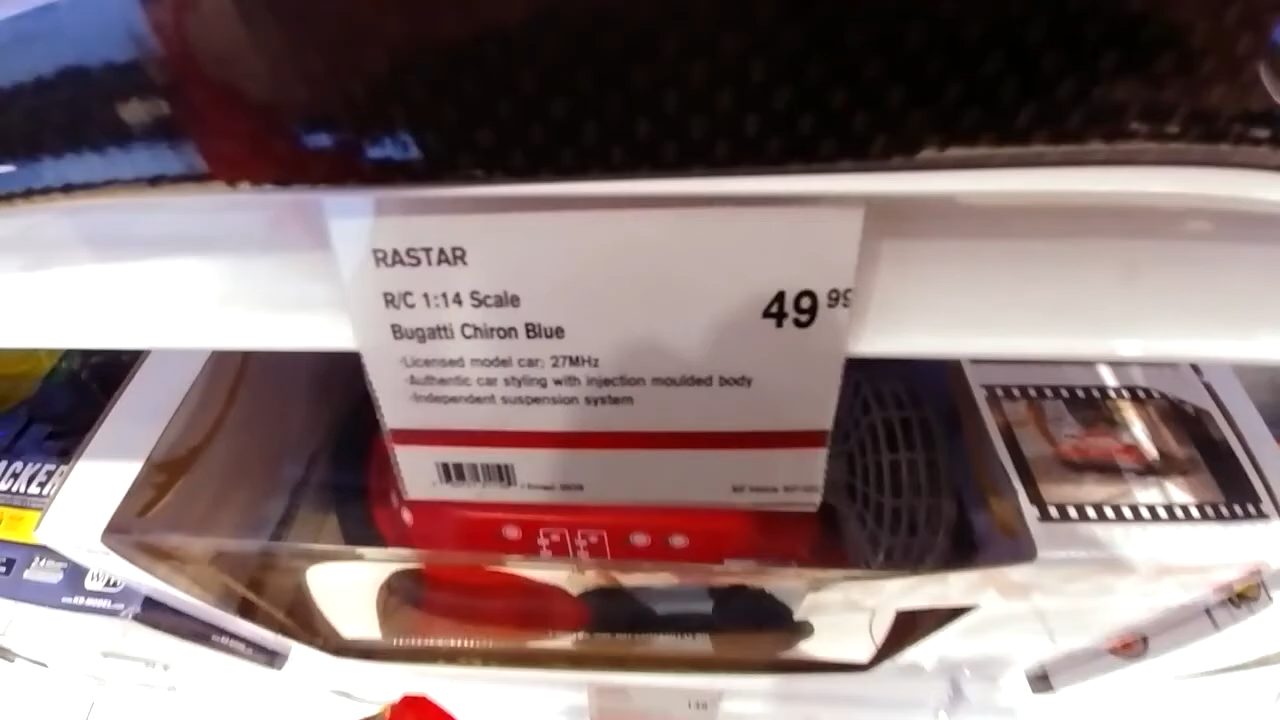 RASTAR
R/C 1:14 Scale
49 99
Bugatti Chiron Blue
·Licensed model car; 27MHz
·Authentic car styling with injection moulded body
·Independent suspension system
ACKER